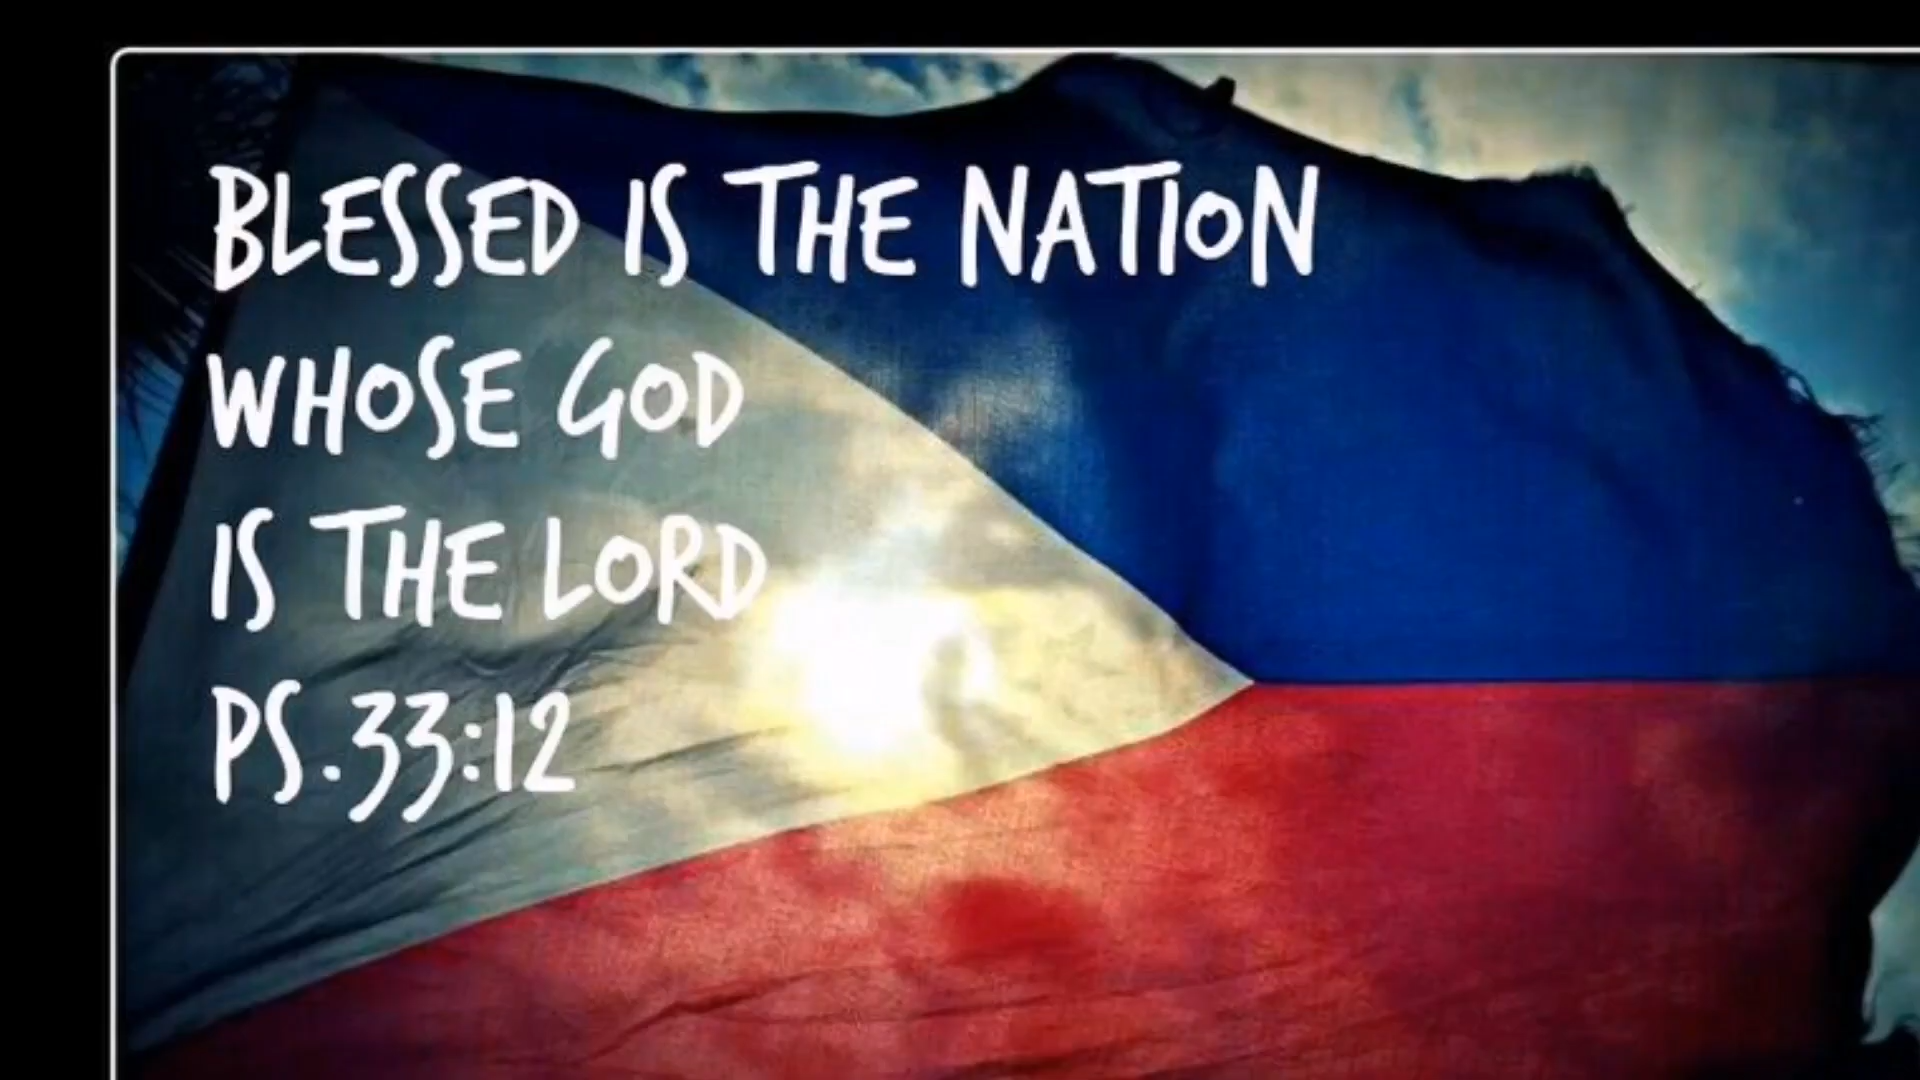 BLESSED IS THE NATION
WHOSE GOD
IS THE LORD
PS.33:12